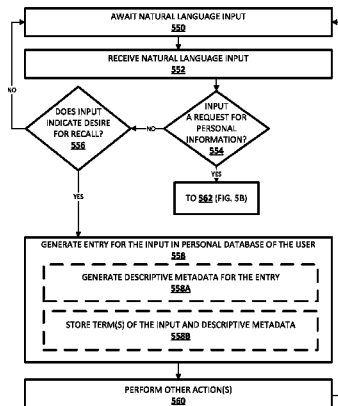 AWAIT NATURAL LANGUAGE INPUT
550
RECEIVE NATURAL LANGUAGE INPUT
552
NO
DOES INPUT
INDICATE DESIRE
FOR RECALL?
556
NO
INPUT
A REQUEST FOR
PERSONAL
INFORMATION?
554
YES
YES
TO 562 (FIG. 5B)
GENERATE ENTRY FOR THE INPUT IN PERSONAL DATABASE OF THE USER
558
GENERATE DESCRIPTIVE METADATA FOR THE ENTRY
558A
STORE TERM(S) OF THE INPUT AND DESCRIPTIVE METADATA
558B
PERFORM OTHER ACTION(S)
560